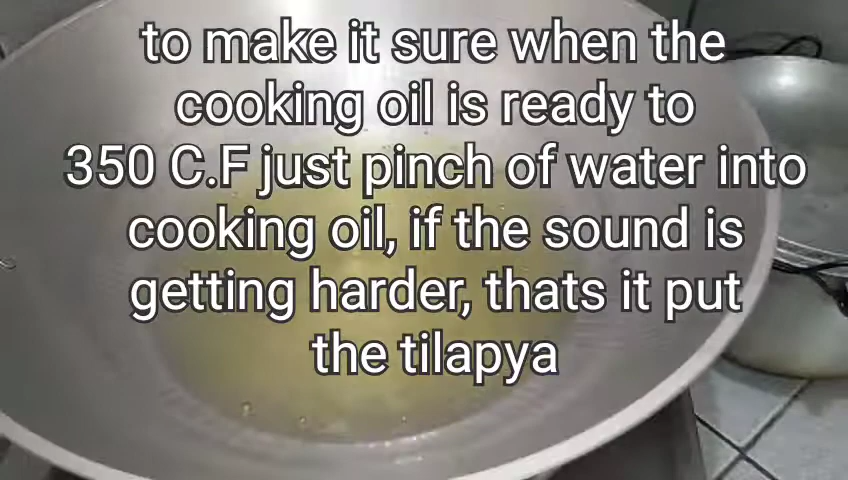 to make it sure when the
cooking oil is ready to
350 C.F just pinch of water into
cooking oil, if the sound is
getting harder, thats it put
the tilapya